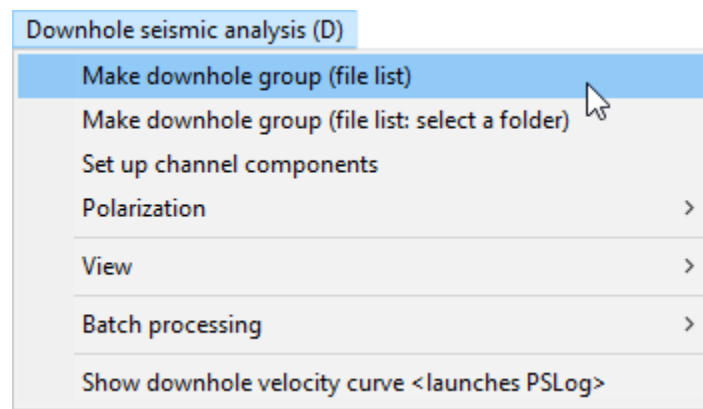 Downhole seismic analysis (D)
Make downhole group (file list)
Make downhole group (file list: select a folder)
Set up channel components
Polarization
View
Batch processing
Show downhole velocity curve <launches PSLog>